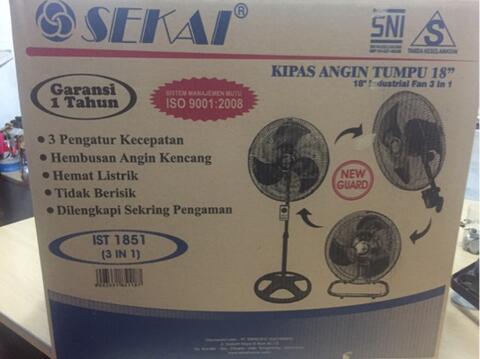 SEKAI®
SNI
S
TANDA KESELAMATAN
KIPAS ANGIN TUMPU 18"
18" Industrial Fan 3 in 1
Garansi
1 Tahun
SISTEM MANAJEMEN MUTU
ISO 9001:2008
• 3 Pengatur Kecepatan
• Hembusan Angin Kencang
• Hemat Listrik
• Tidak Berisik
• Dilengkapi Sekring Pengaman
NEW
GUARD
IST 1851
(3 IN 1)